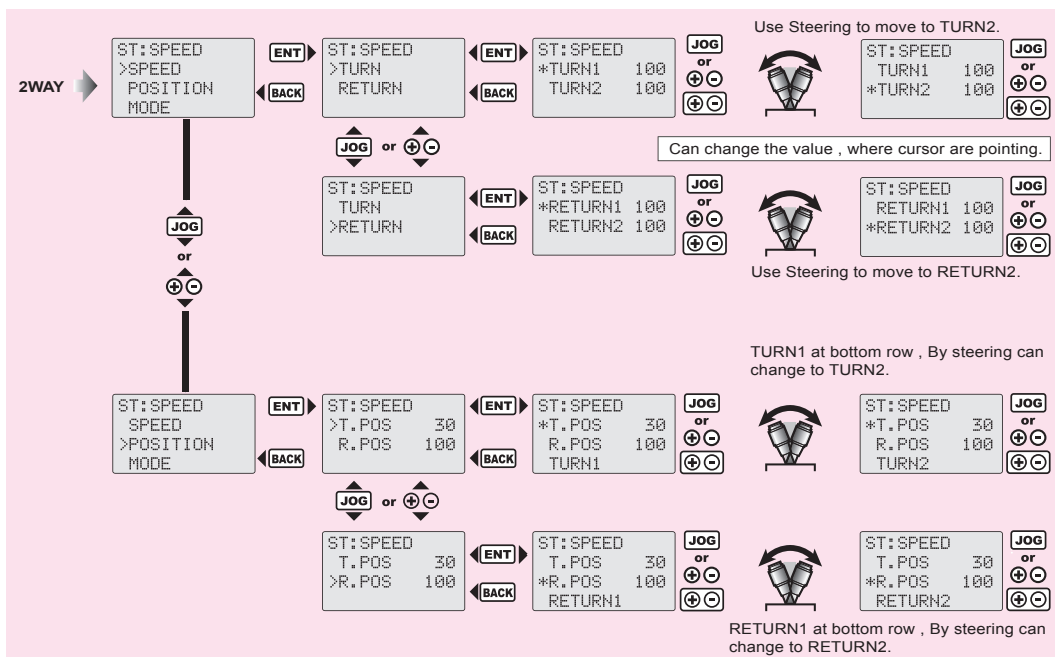 Use Steering to move to TURN2.
2WAY
ST:SPEED
>SPEED
POSITION
MODE
ENT
BACK
ST:SPEED
>TURN
RETURN
ENT
BACK
ST:SPEED
*TURN1 100
TURN2 100
JOG
or
⊕⊖
⊕⊖
ST:SPEED
TURN1 100
*TURN2 100
JOG
or
⊕⊖
⊕⊖
JOG or ⊕⊖
Can change the value , where cursor are pointing.
ST:SPEED
TURN
>RETURN
ENT
BACK
ST:SPEED
*RETURN1 100
RETURN2 100
JOG
or
⊕⊖
⊕⊖
ST:SPEED
RETURN1 100
*RETURN2 100
JOG
or
⊕⊖
⊕⊖
Use Steering to move to RETURN2.
JOG
or
⊕⊖
TURN1 at bottom row , By steering can
change to TURN2.
ST:SPEED
SPEED
>POSITION
MODE
ENT
BACK
ST:SPEED
>T.POS 30
R.POS 100
ENT
BACK
ST:SPEED
*T.POS 30
R.POS 100
TURN1
JOG
or
⊕⊖
⊕⊖
ST:SPEED
*T.POS 30
R.POS 100
TURN2
JOG
or
⊕⊖
⊕⊖
JOG or ⊕⊖
ST:SPEED
T.POS 30
>R.POS 100
ENT
BACK
ST:SPEED
T.POS 30
*R.POS 100
RETURN1
JOG
or
⊕⊖
⊕⊖
ST:SPEED
T.POS 30
*R.POS 100
RETURN2
JOG
or
⊕⊖
⊕⊖
RETURN1 at bottom row , By steering can
change to RETURN2.